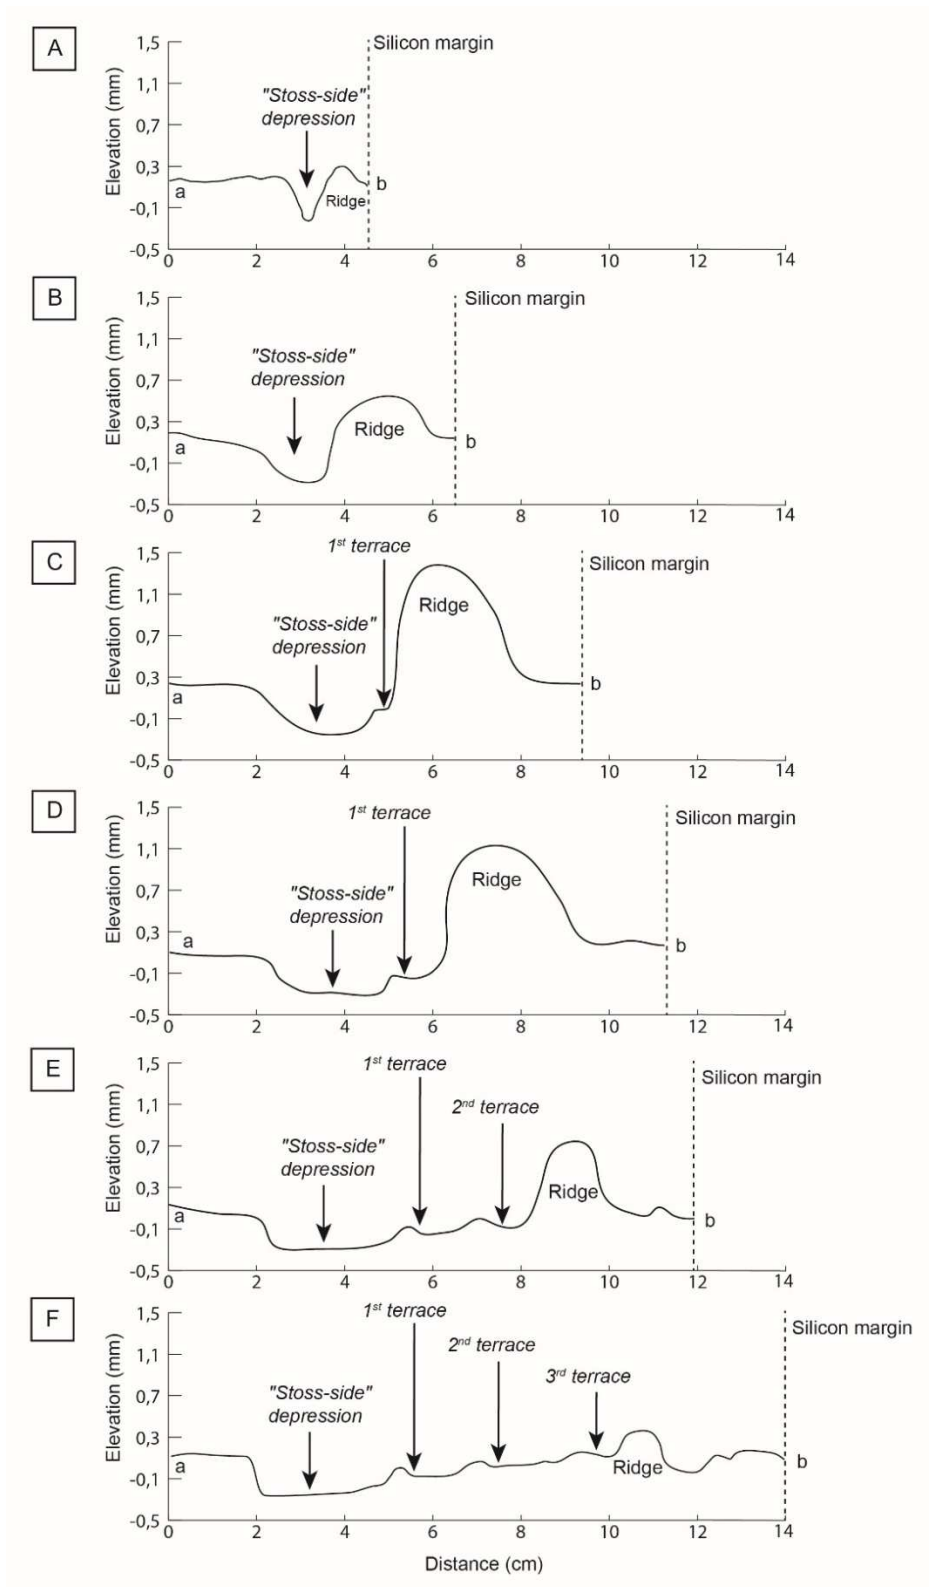 A
Silicon margin
1,5
1,1
0,7
0,3
-0,1
-0,5
Elevation (mm)
"Stoss-side"
depression
a
Ridge
b
0 2 4 6 8 10 12 14
B
Silicon margin
1,5
1,1
0,7
0,3
-0,1
-0,5
Elevation (mm)
"Stoss-side"
depression
Ridge
a
b
0 2 4 6 8 10 12 14
C
1st terrace
Silicon margin
1,5
1,1
0,7
0,3
-0,1
-0,5
Elevation (mm)
Ridge
"Stoss-side"
depression
a
b
0 2 4 6 8 10 12 14
D
1st terrace
Silicon margin
1,5
1,1
0,7
0,3
-0,1
-0,5
Elevation (mm)
Ridge
"Stoss-side"
depression
a
b
0 2 4 6 8 10 12 14
E
1st terrace
Silicon margin
1,5
1,1
0,7
0,3
-0,1
-0,5
Elevation (mm)
2nd terrace
"Stoss-side"
depression
Ridge
a
b
0 2 4 6 8 10 12 14
F
1st terrace
Silicon margin
1,5
1,1
0,7
0,3
-0,1
-0,5
Elevation (mm)
2nd terrace
3rd terrace
"Stoss-side"
depression
a
Ridge
b
0 2 4 6 8 10 12 14
Distance (cm)